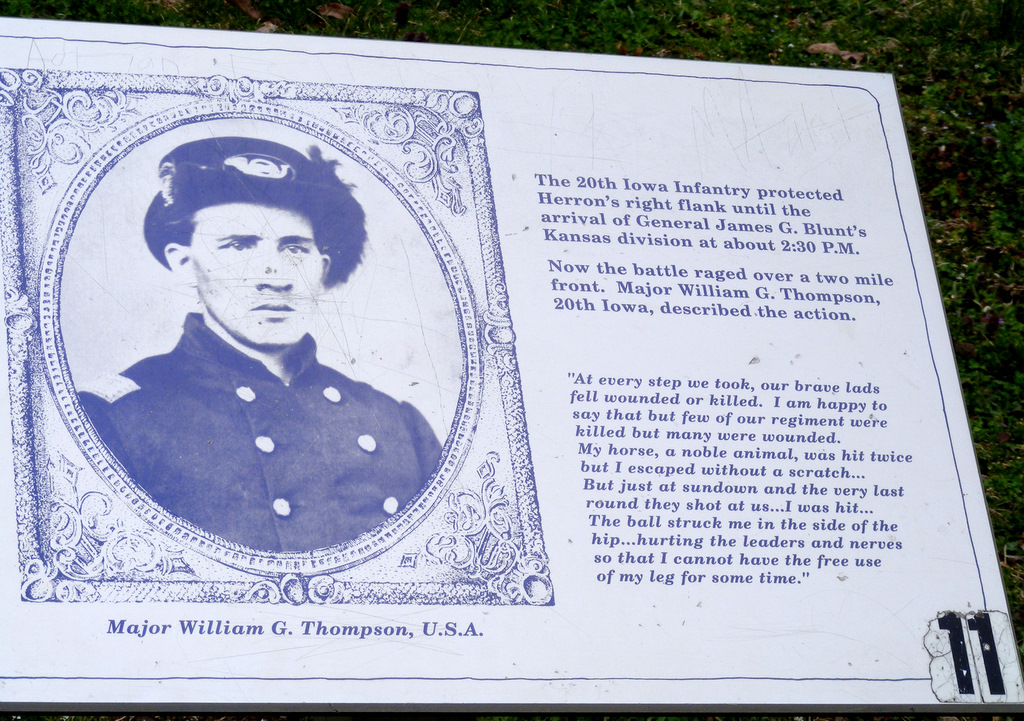 The 20th Iowa Infantry protected
Herron's right flank until the
arrival of General James G. Blunt's
Kansas division at about 2:30 P.M.
Now the battle raged over a two mile
front. Major William G. Thompson,
20th Iowa, described the action.
"At every step we took, our brave lads
fell wounded or killed. I am happy to
say that but few of our regiment were
killed but many were wounded.
My horse, a noble animal, was hit twice
but I escaped without a scratch...
But just at sundown and the very last
round they shot at us...I was hit...
The ball struck me in the side of the
hip...hurting the leaders and nerves
so that I cannot have the free use
of my leg for some time."
Major William G. Thompson, U.S.A.
11